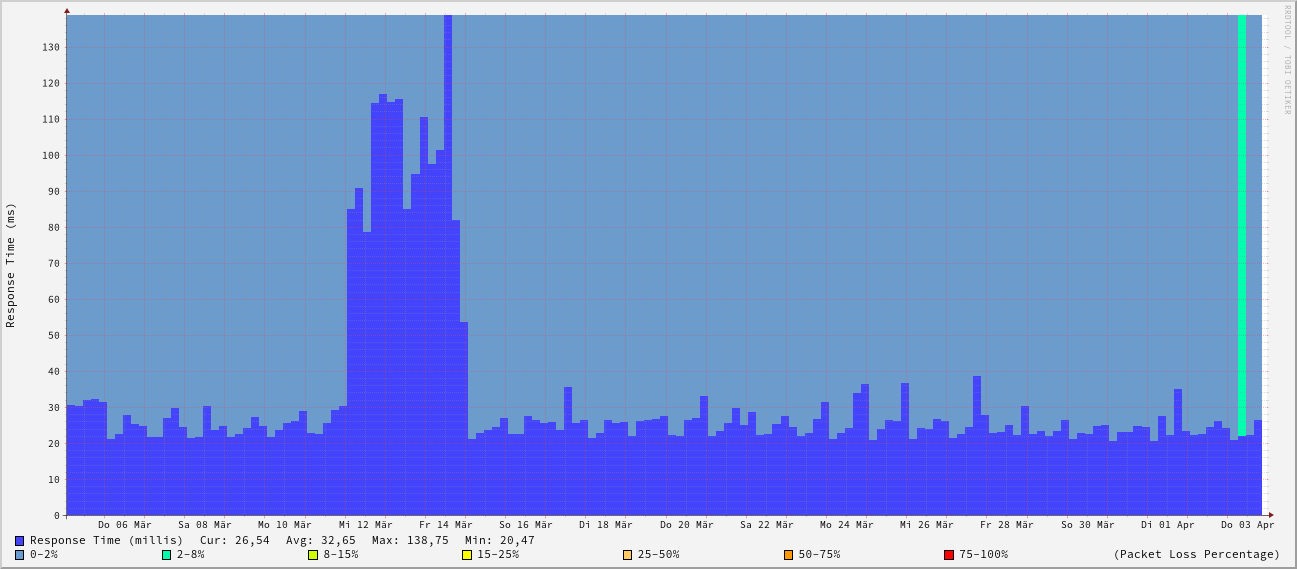 RRDTOOL / TOBI OETIKER
Response Time (ms)
130
120
110
100
90
80
70
60
50
40
30
20
10
0
Do 06 Mär Sa 08 Mär Mo 10 Mär Mi 12 Mär Fr 14 Mär So 16 Mär Di 18 Mär Do 20 Mär Sa 22 Mär Mo 24 Mär Mi 26 Mär Fr 28 Mär So 30 Mär Di 01 Apr Do 03 Apr
Response Time (millis) Cur: 26,54 Avg: 32,65 Max: 138,75 Min: 20,47
0-2% 2-8% 8-15% 15-25% 25-50% 50-75% 75-100% (Packet Loss Percentage)